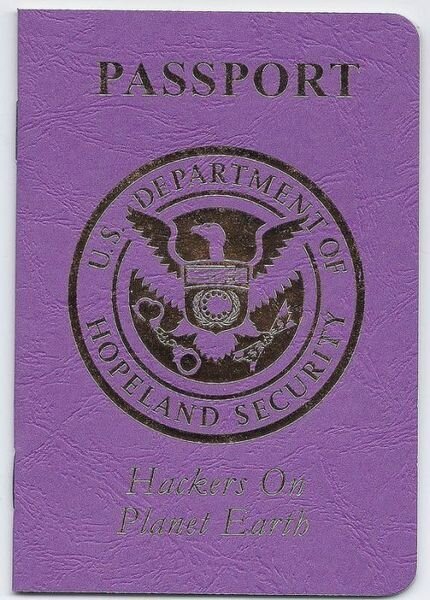 PASSPORT
U.S. DEPARTMENT OF
HOPELAND SECURITY
Hackers On
Planet Earth